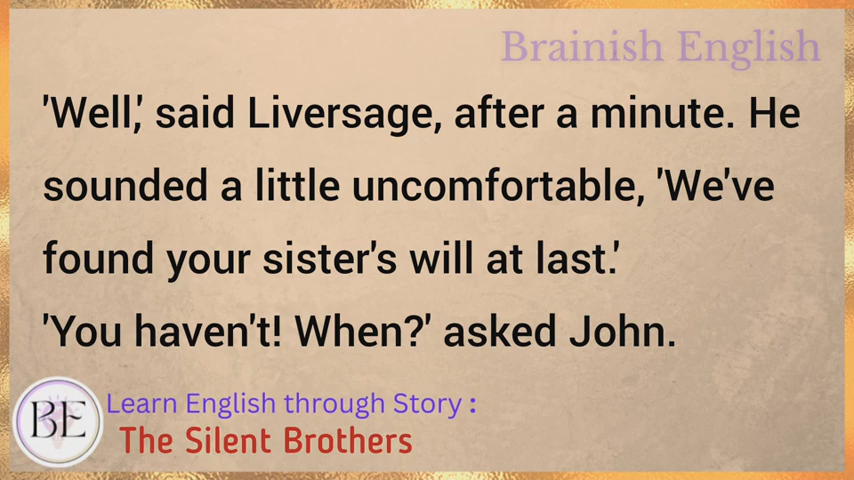 Brainish English
'Well,' said Liversage, after a minute. He
sounded a little uncomfortable, 'We've
found your sister's will at last.'
'You haven't! When?' asked John.
BE
Learn English through Story :
The Silent Brothers